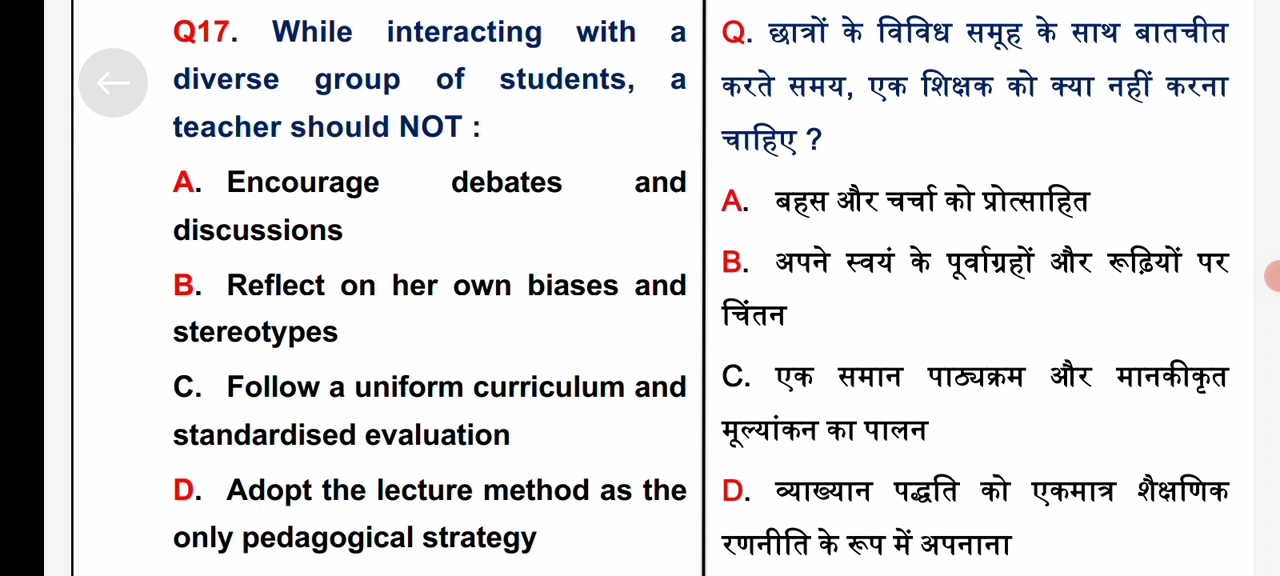 Q17. While interacting with a
diverse group of students, a
teacher should NOT :
A. Encourage debates and
discussions
B. Reflect on her own biases and
stereotypes
C. Follow a uniform curriculum and
standardised evaluation
D. Adopt the lecture method as the
only pedagogical strategy
Q. छात्रों के विविध समूह के साथ बातचीत
करते समय, एक शिक्षक को क्या नहीं करना
चाहिए ?
A. बहस और चर्चा को प्रोत्साहित
B. अपने स्वयं के पूर्वाग्रहों और रूढ़ियों पर
चिंतन
C. एक समान पाठ्यक्रम और मानकीकृत
मूल्यांकन का पालन
D. व्याख्यान पद्धति को एकमात्र शैक्षणिक
रणनीति के रूप में अपनाना